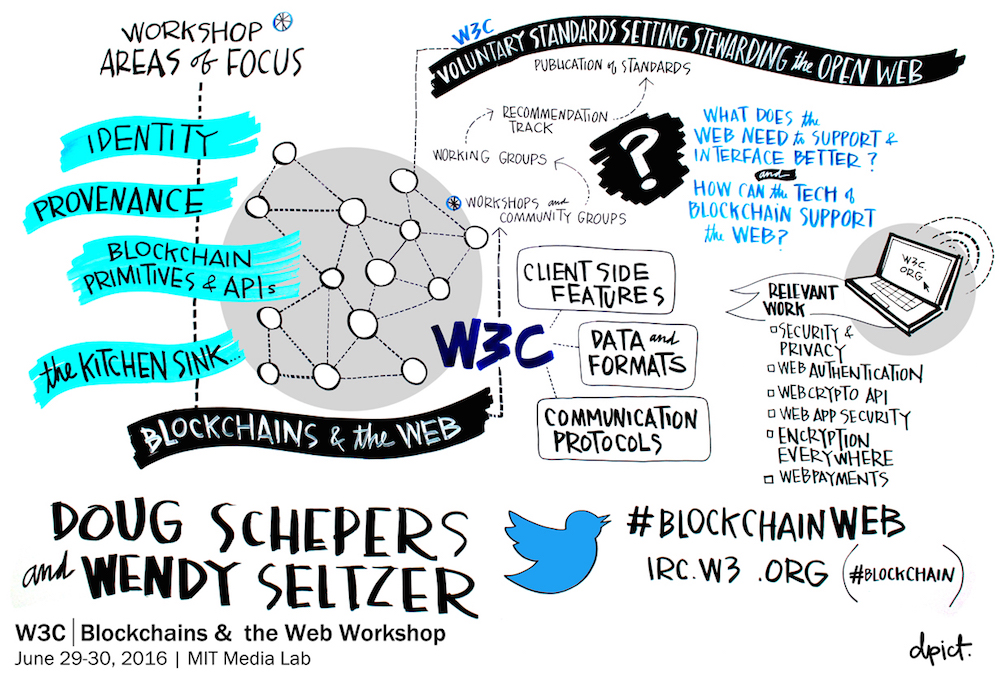 WORKSHOP
AREAS of FOCUS
IDENTITY
PROVENANCE
BLOCKCHAIN
PRIMITIVES & APIs
the KITCHEN SINK...
BLOCKCHAINS & the WEB
W3C
VOLUNTARY STANDARDS SETTING STEWARDING the OPEN WEB
PUBLICATION of STANDARDS
RECOMMENDATION
TRACK
WORKING GROUPS
WORKSHOPS and
COMMUNITY GROUPS
?
WHAT DOES the
WEB NEED to SUPPORT &
INTERFACE BETTER?
and
HOW CAN the TECH of
BLOCKCHAIN SUPPORT
the WEB?
W3C
CLIENT SIDE
FEATURES
DATA and
FORMATS
COMMUNICATION
PROTOCOLS
W3C.
ORG
RELEVANT
WORK
SECURITY &
PRIVACY
WEB AUTHENTICATION
WEB CRYPTO API
WEB APP SECURITY
ENCRYPTION
EVERYWHERE
WEB PAYMENTS
DOUG SCHEPERS
and WENDY SELTZER
#BLOCKCHAINWEB
IRC.W3.ORG (#BLOCKCHAIN)
W3C | Blockchains & the Web Workshop
June 29-30, 2016 | MIT Media Lab
dpict.